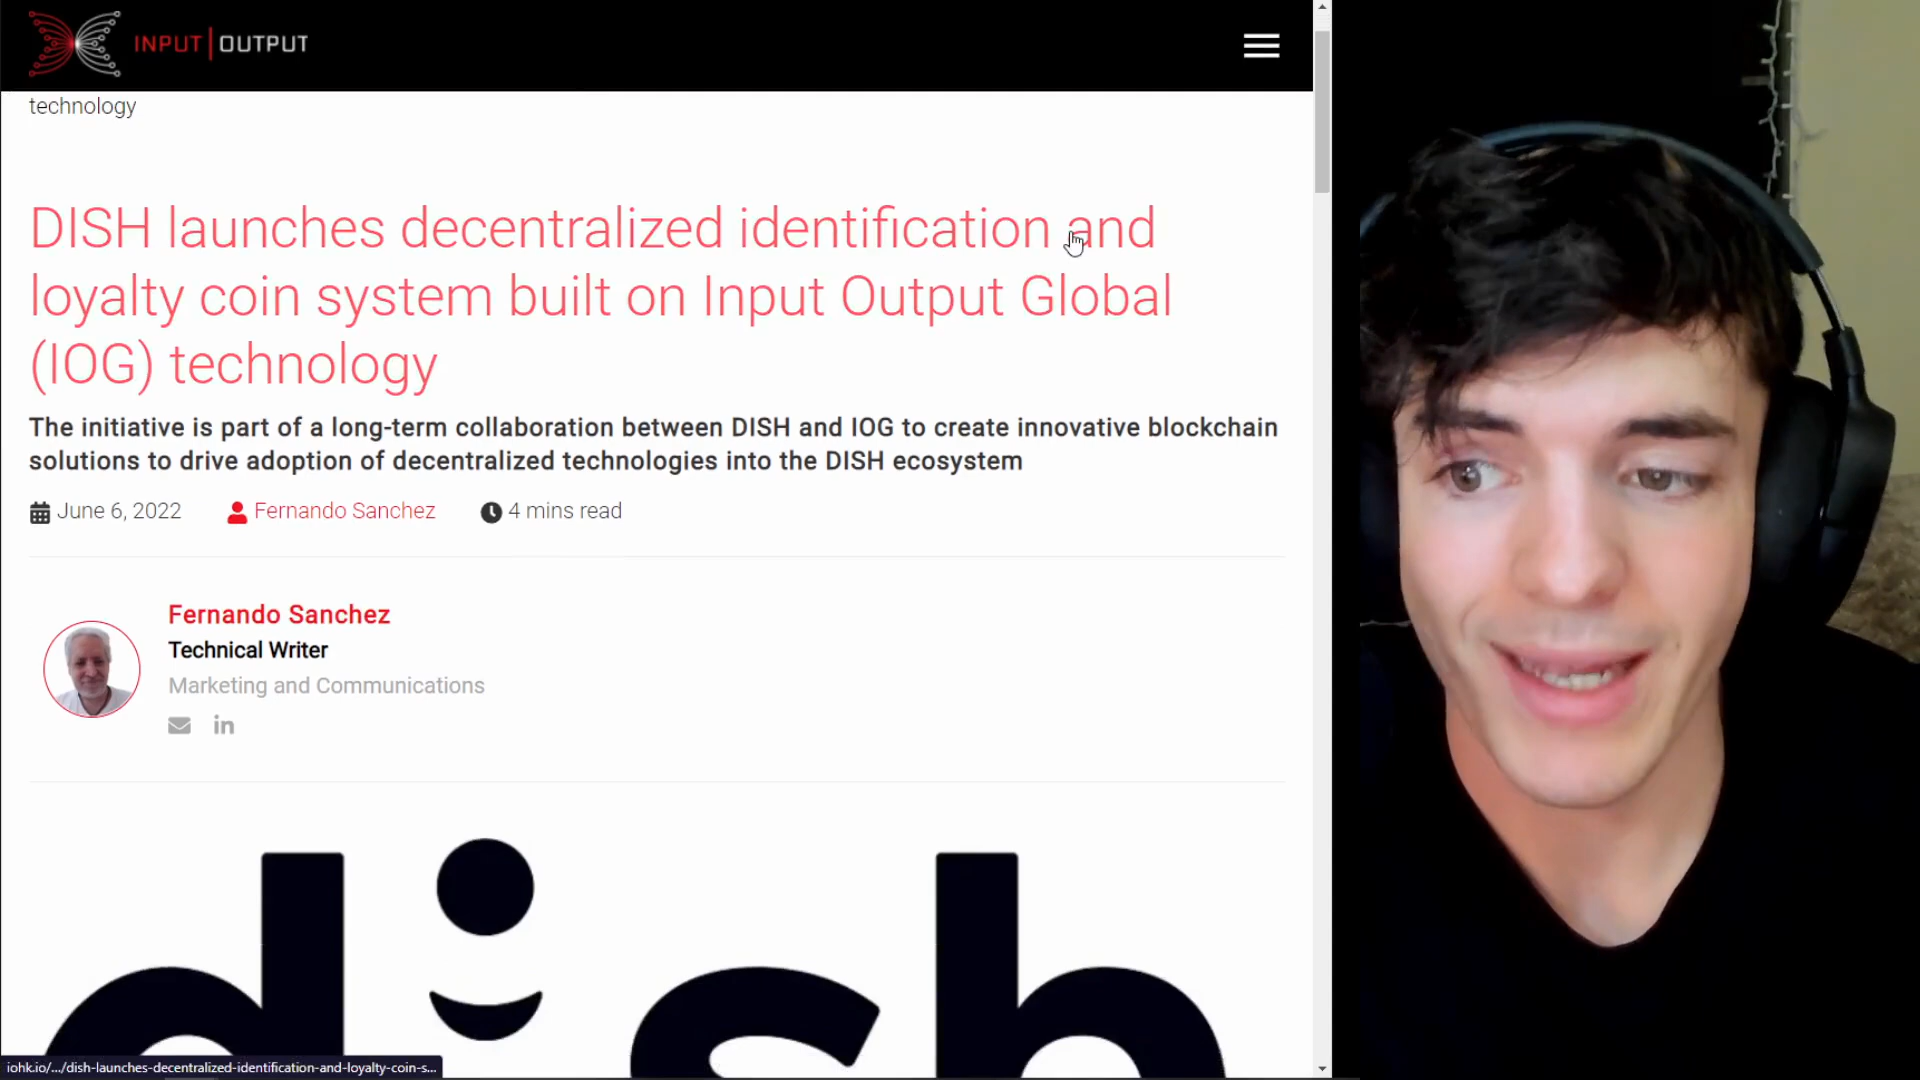 INPUT | OUTPUT
technology
DISH launches decentralized identification and
loyalty coin system built on Input Output Global
(IOG) technology
The initiative is part of a long-term collaboration between DISH and IOG to create innovative blockchain
solutions to drive adoption of decentralized technologies into the DISH ecosystem
June 6, 2022 Fernando Sanchez 4 mins read
Fernando Sanchez
Technical Writer
Marketing and Communications
in
dish
iohk.io/.../dish-launches-decentralized-identification-and-loyalty-coin-s...